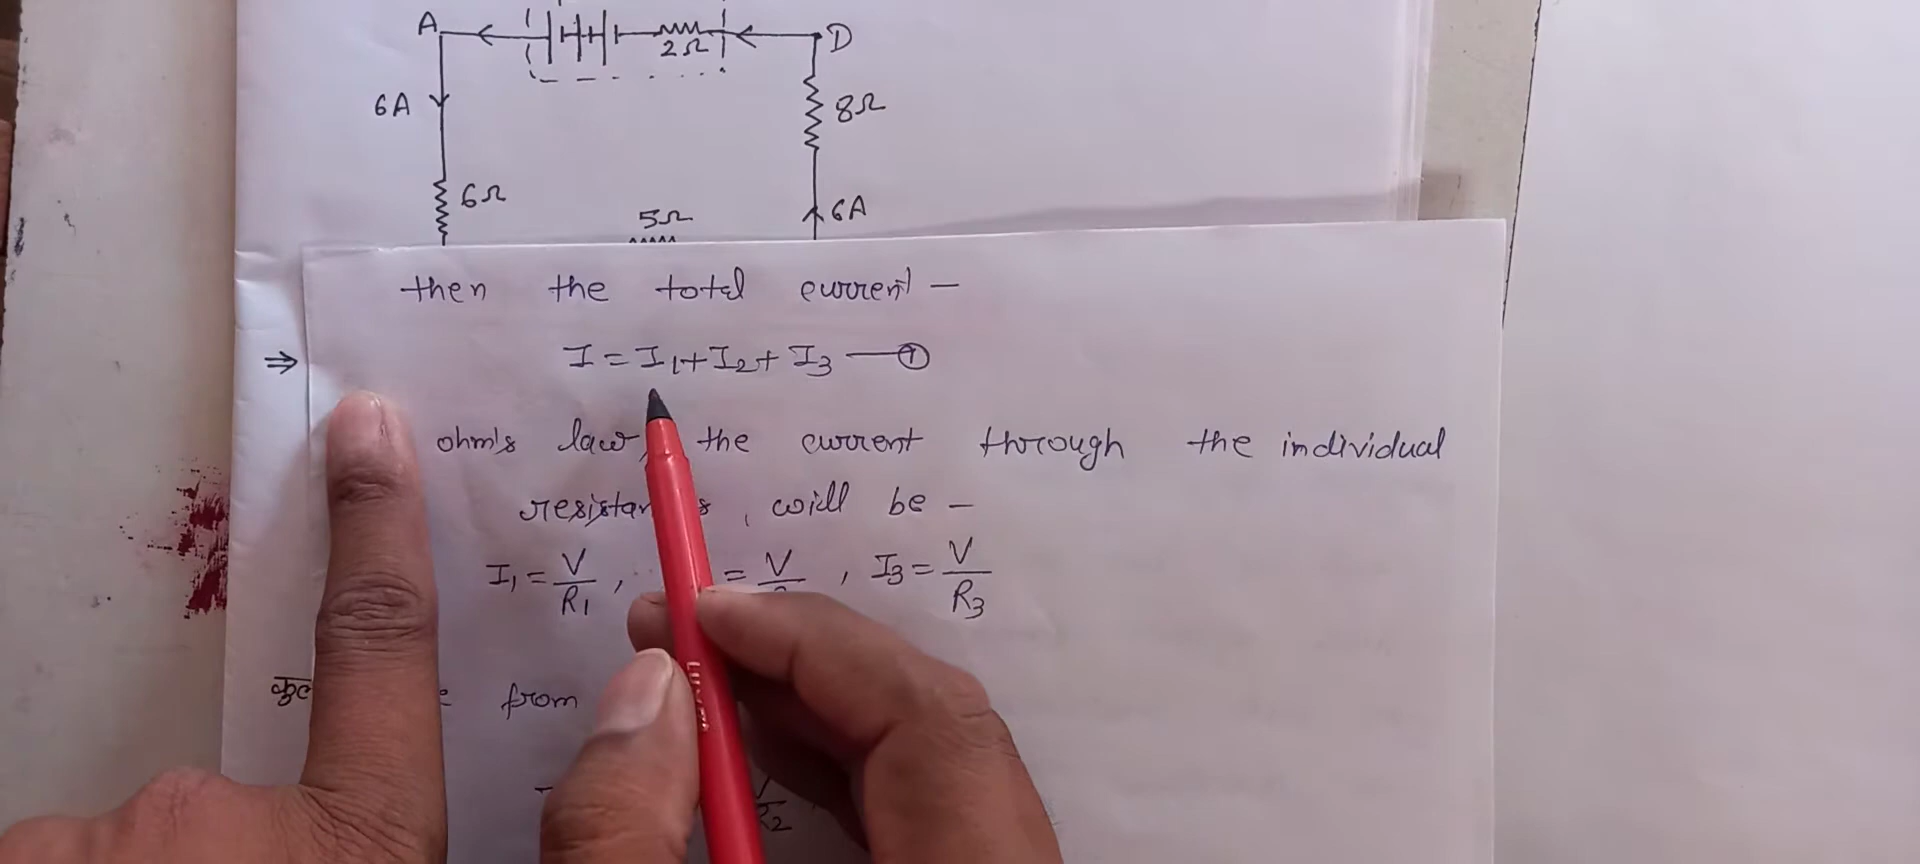 A
2Ω
D
6A
8Ω
6Ω
5Ω
6A
then the total current —
⇒ I = I₁ + I₂ + I₃ —①
ohm's law, the current through the individual
, will be —
I₁ = V/R₁, = V/ , I₃ = V/R₃
from
R₂